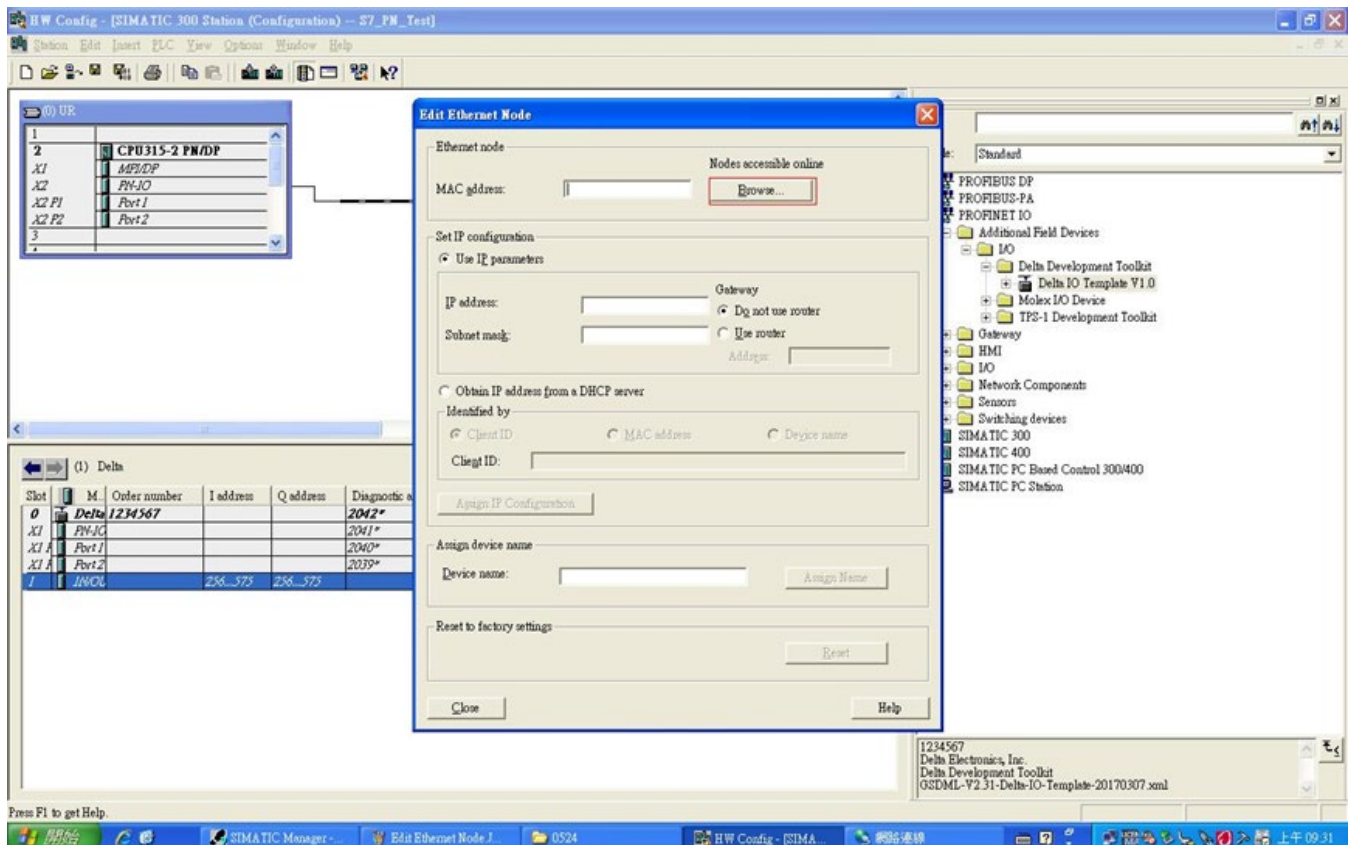 HW Config - [SIMATIC 300 Station (Configuration) -- S7_PN_Test]
Station Edit Insert PLC View Options Window Help
(0) UR
1
2 CPU315-2 PN/DP
X1 MPI/DP
X2 PN-IO
X2 P1 Port 1
X2 P2 Port 2
3
Edit Ethernet Node
Ethernet node
Nodes accessible online
MAC address:
Browse...
Set IP configuration
Use IP parameters
Gateway
IP address:
Do not use router
Subnet mask:
Use router
Address:
Obtain IP address from a DHCP server
Identified by
Client ID MAC address Device name
Client ID:
Assign IP Configuration
Assign device name
Device name:
Assign Name
Reset to factory settings
Reset
Close Help
Standard
PROFIBUS DP
PROFIBUS-PA
PROFINET IO
Additional Field Devices
I/O
Delta Development Toolkit
Delta IO Template V1.0
Molex I/O Device
TPS-1 Development Toolkit
Gateway
HMI
I/O
Network Components
Sensors
Switching devices
SIMATIC 300
SIMATIC 400
SIMATIC PC Based Control 300/400
SIMATIC PC Station
(1) Delta
Slot M... Order number I address Q address Diagnostic a
0 Delta 1234567 2042*
X1 PN-IO 2041*
X1 P Port 1 2040*
X1 P Port 2 2039*
1 256...575 256...575
1234567
Delta Electronics, Inc.
Delta Development Toolkit
GSDML-V2.31-Delta-IO-Template-20170307.xml
Press F1 to get Help.
開始 SIMATIC Manager -... Edit Ethernet Node J... 0524 HW Config - [SIMA... 網路連線 上午 09:31